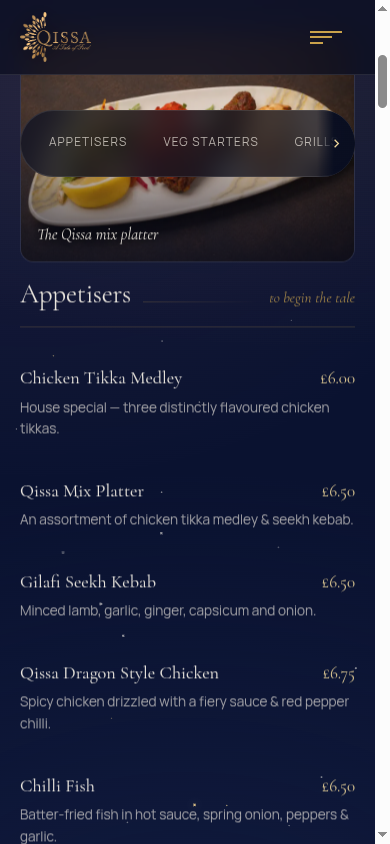 QISSA
A Taste of Best
APPETISERS VEG STARTERS GRILL
The Qissa mix platter
Appetisers to begin the tale
Chicken Tikka Medley £6.00
House special — three distinctly flavoured chicken
tikkas.
Qissa Mix Platter £6.50
An assortment of chicken tikka medley & seekh kebab.
Gilafi Seekh Kebab £6.50
Minced lamb, garlic, ginger, capsicum and onion.
Qissa Dragon Style Chicken £6.75
Spicy chicken drizzled with a fiery sauce & red pepper
chilli.
Chilli Fish £6.50
Batter-fried fish in hot sauce, spring onion, peppers &
garlic.